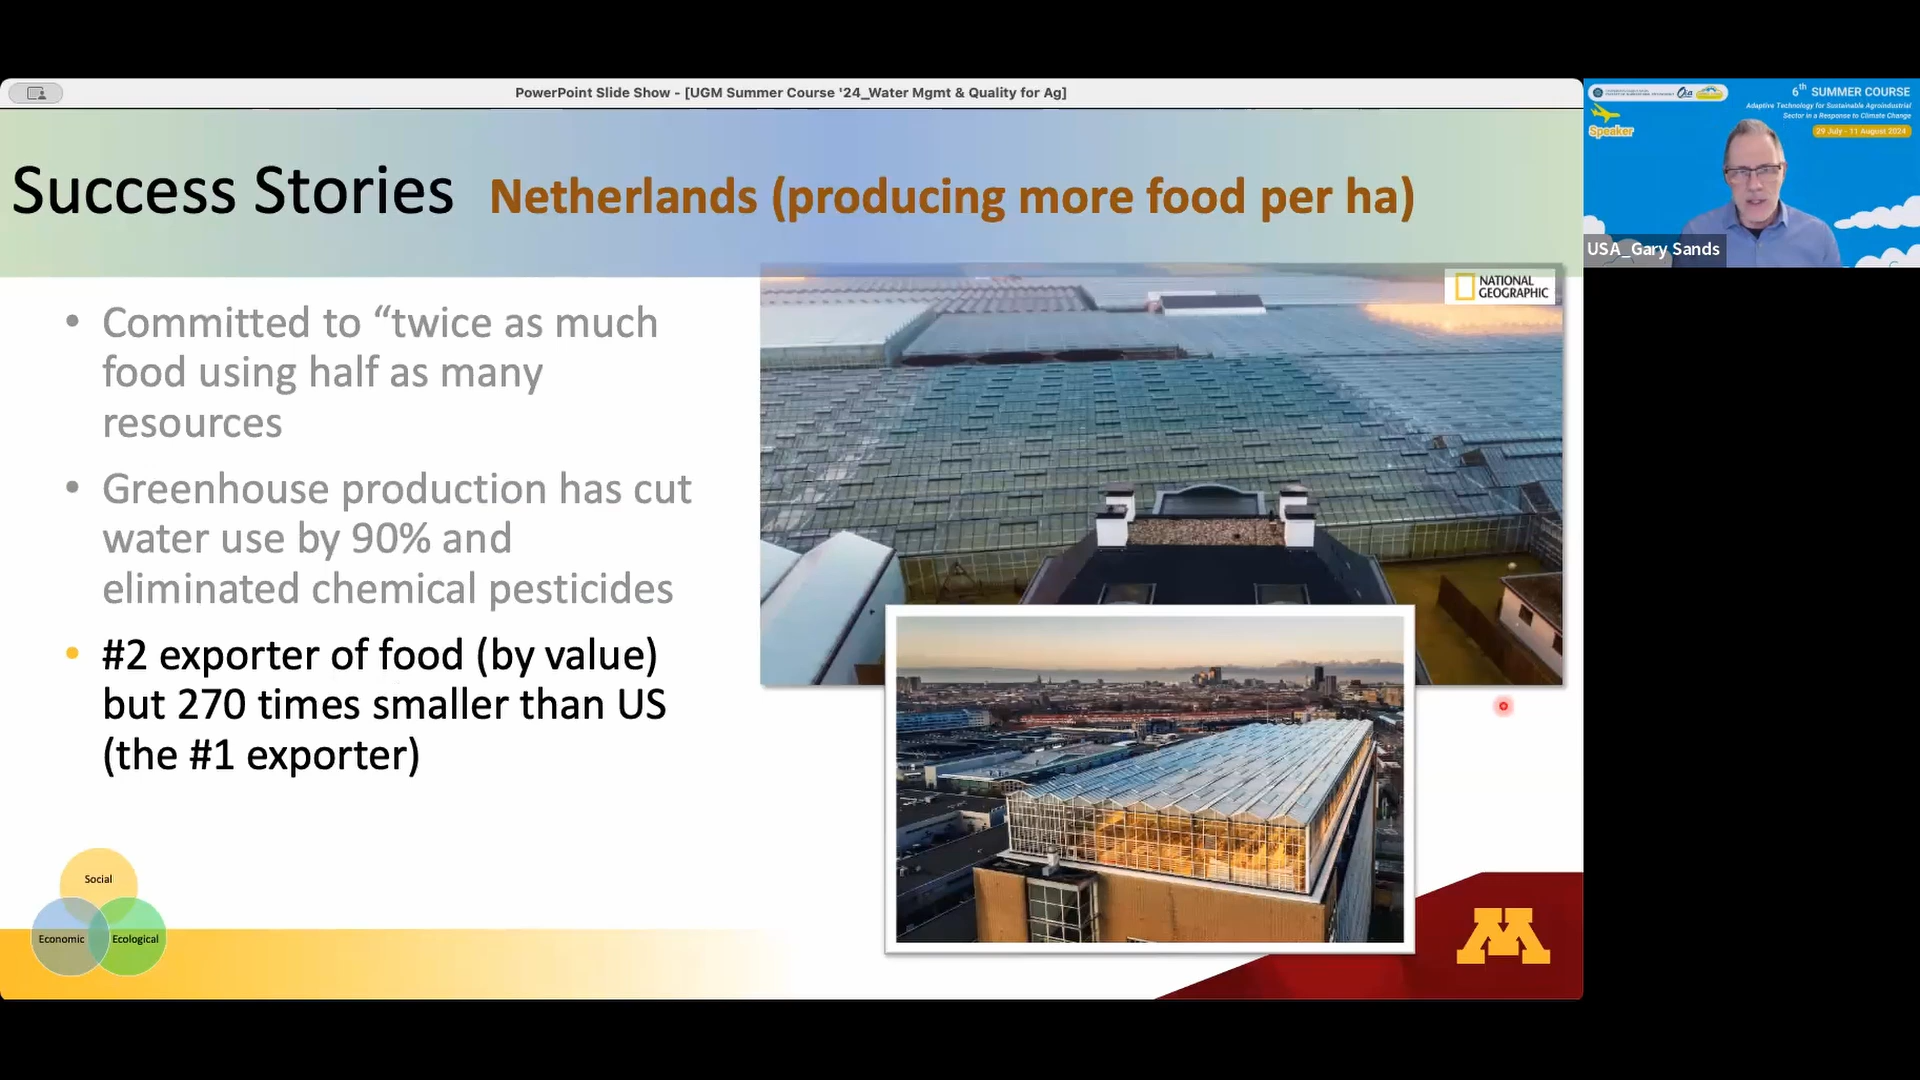 PowerPoint Slide Show - [UGM Summer Course '24_Water Mgmt & Quality for Ag]
Success Stories Netherlands (producing more food per ha)
• Committed to “twice as much
food using half as many
resources
• Greenhouse production has cut
water use by 90% and
eliminated chemical pesticides
• #2 exporter of food (by value)
but 270 times smaller than US
(the #1 exporter)
NATIONAL
GEOGRAPHIC
Social
Economic
Ecological
M
6th SUMMER COURSE
Adaptive Technology for Sustainable Agroindustrial
Sector in a Response to Climate Change
29 July - 11 August 2024
Speaker
USA_Gary Sands